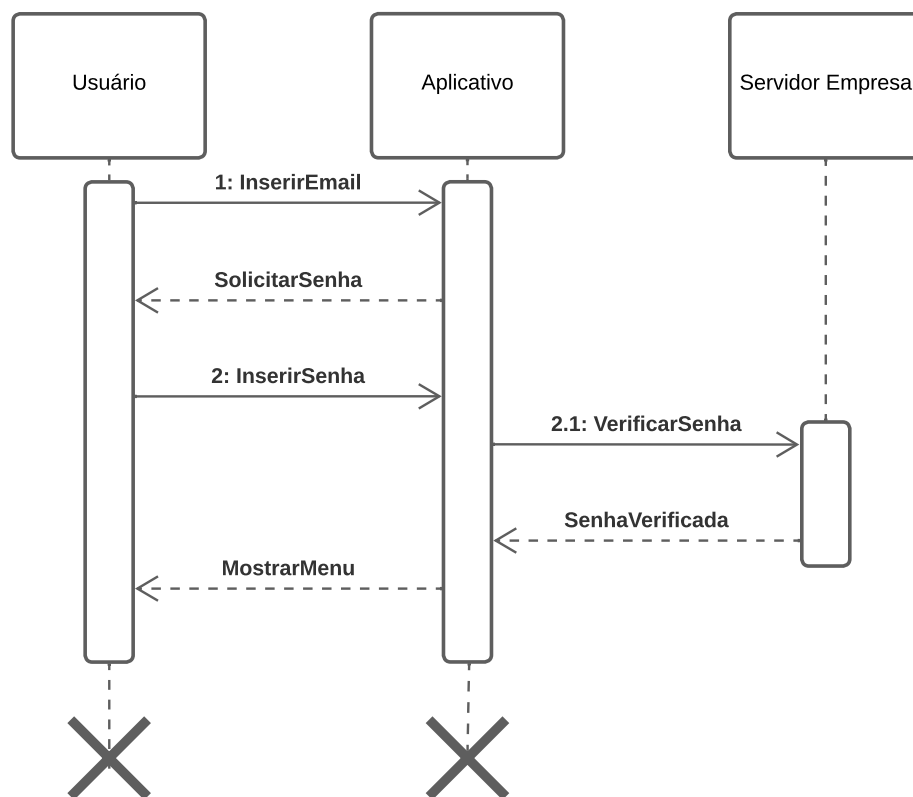 Usuário
Aplicativo
Servidor Empresa
1: InserirEmail
SolicitarSenha
2: InserirSenha
2.1: VerificarSenha
SenhaVerificada
MostrarMenu